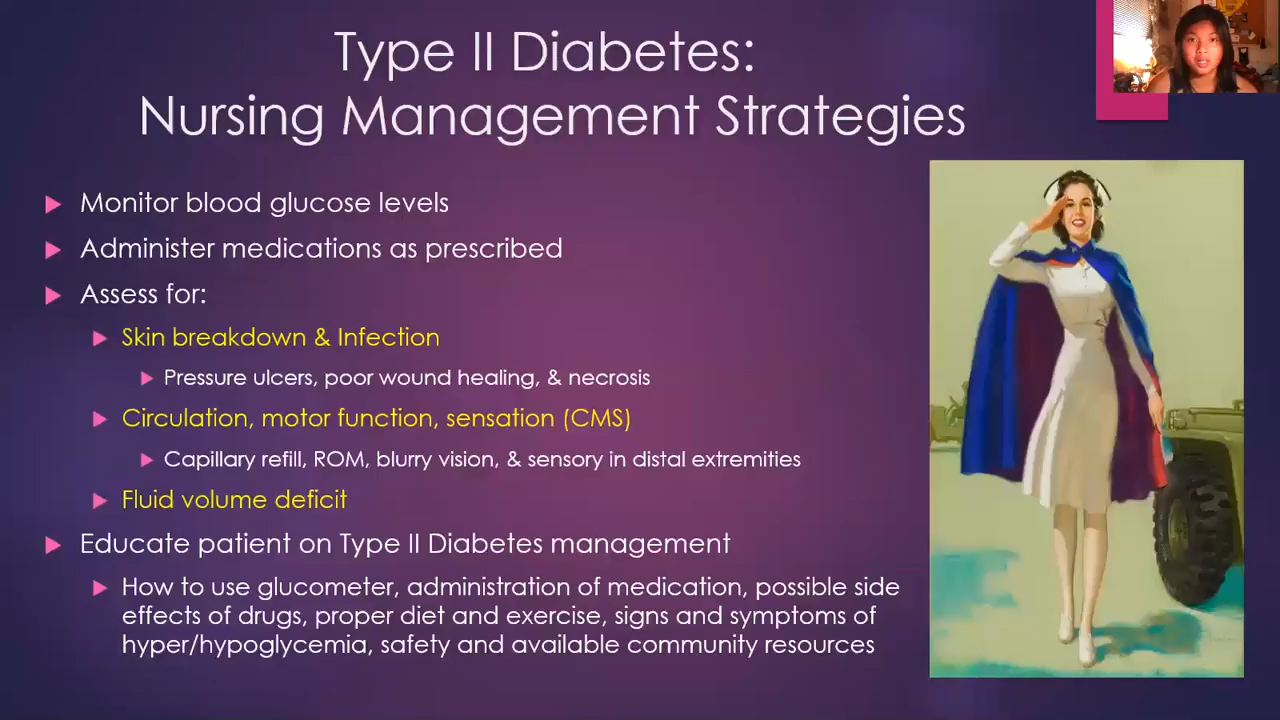 Type II Diabetes:
Nursing Management Strategies
Monitor blood glucose levels
Administer medications as prescribed
Assess for:
Skin breakdown & Infection
Pressure ulcers, poor wound healing, & necrosis
Circulation, motor function, sensation (CMS)
Capillary refill, ROM, blurry vision, & sensory in distal extremities
Fluid volume deficit
Educate patient on Type II Diabetes management
How to use glucometer, administration of medication, possible side
effects of drugs, proper diet and exercise, signs and symptoms of
hyper/hypoglycemia, safety and available community resources